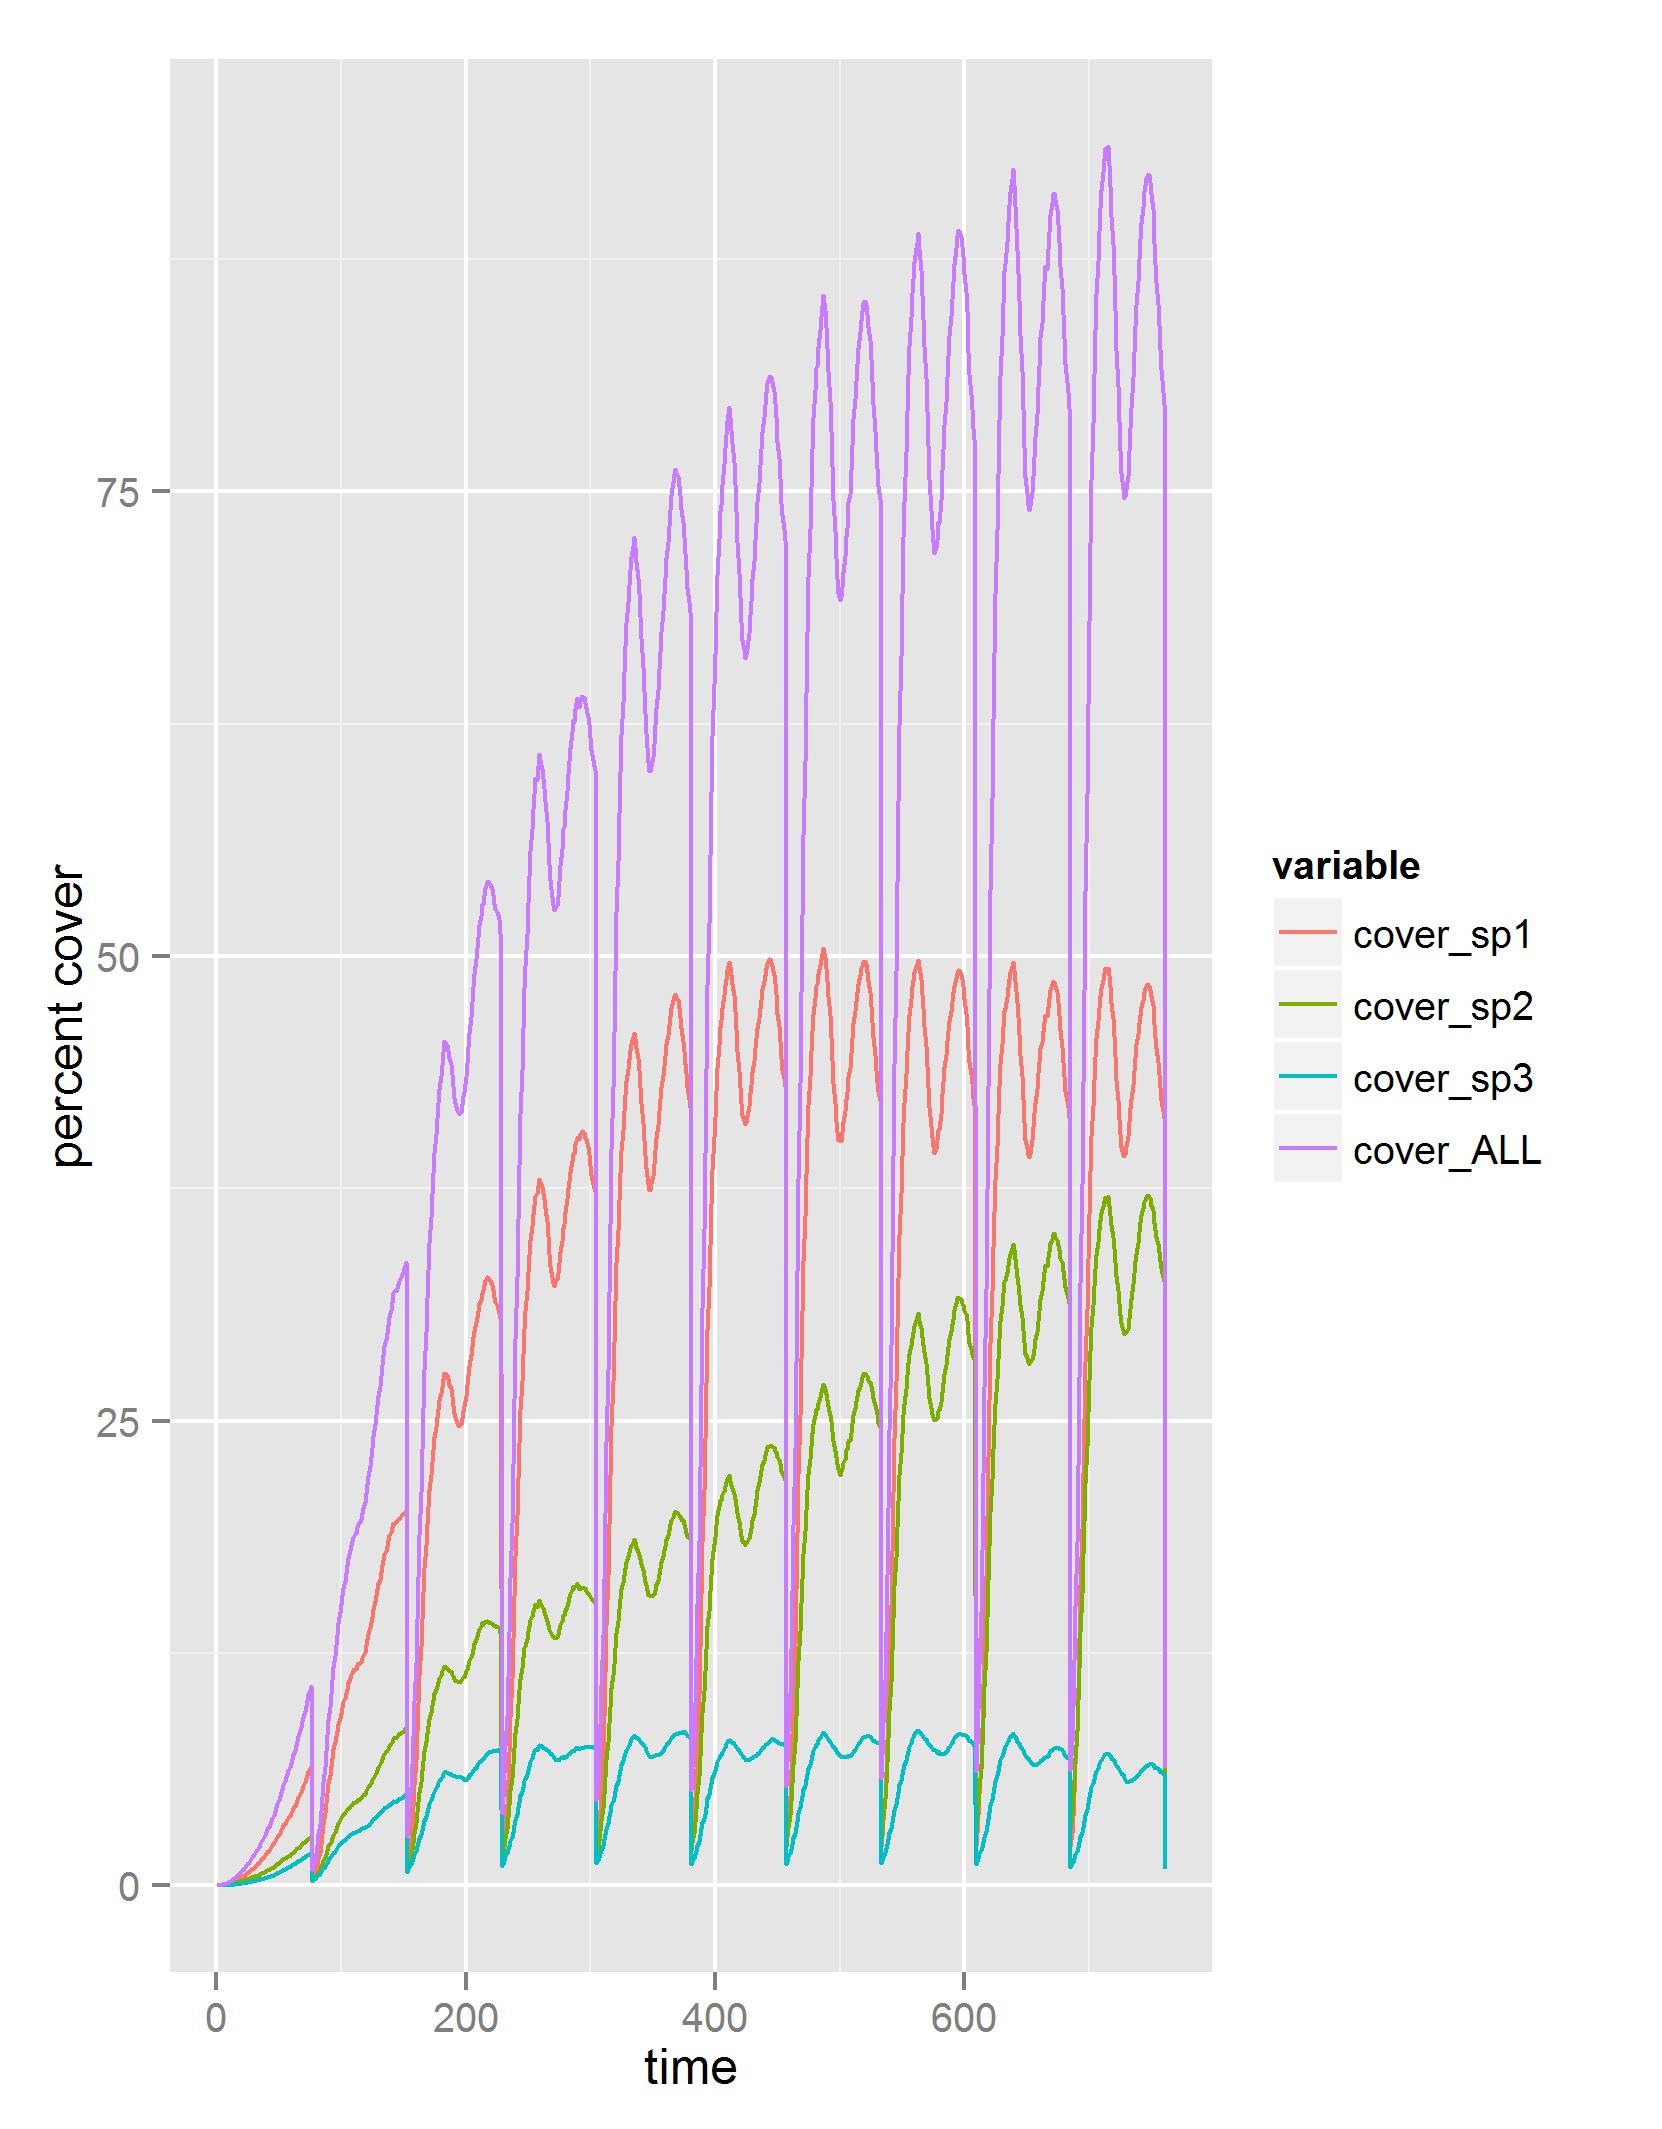 percent cover
75
50
25
0
0 200 400 600
time
variable
cover_sp1
cover_sp2
cover_sp3
cover_ALL